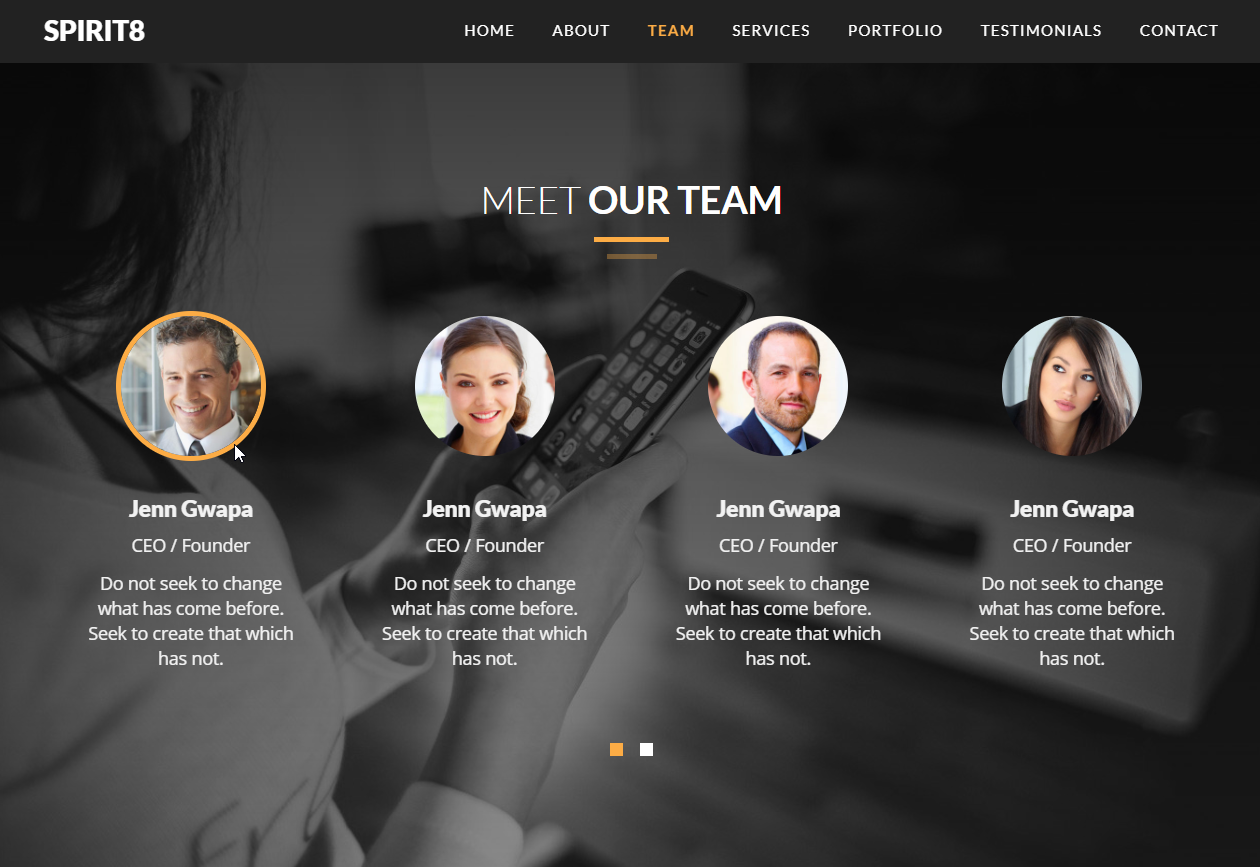 SPIRIT8
HOME ABOUT TEAM SERVICES PORTFOLIO TESTIMONIALS CONTACT
MEET OUR TEAM
Jenn Gwapa
CEO / Founder
Do not seek to change
what has come before.
Seek to create that which
has not.
Jenn Gwapa
CEO / Founder
Do not seek to change
what has come before.
Seek to create that which
has not.
Jenn Gwapa
CEO / Founder
Do not seek to change
what has come before.
Seek to create that which
has not.
Jenn Gwapa
CEO / Founder
Do not seek to change
what has come before.
Seek to create that which
has not.